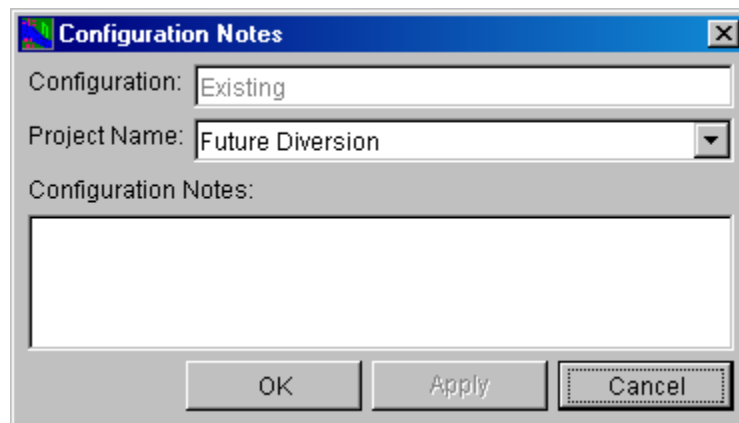 Configuration Notes
Configuration: Existing
Project Name: Future Diversion
Configuration Notes:
OK Apply Cancel